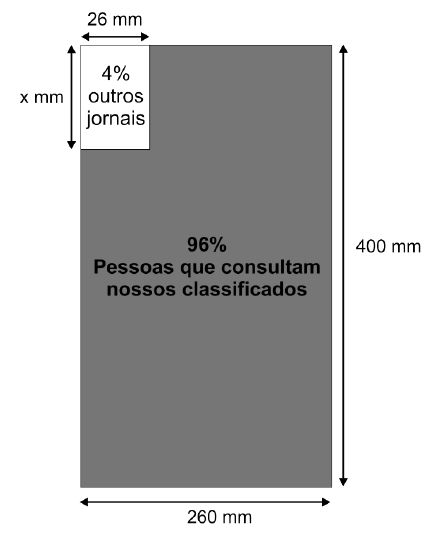 26 mm
4%
outros
jornais
x mm
96%
Pessoas que consultam
nossos classificados
400 mm
260 mm